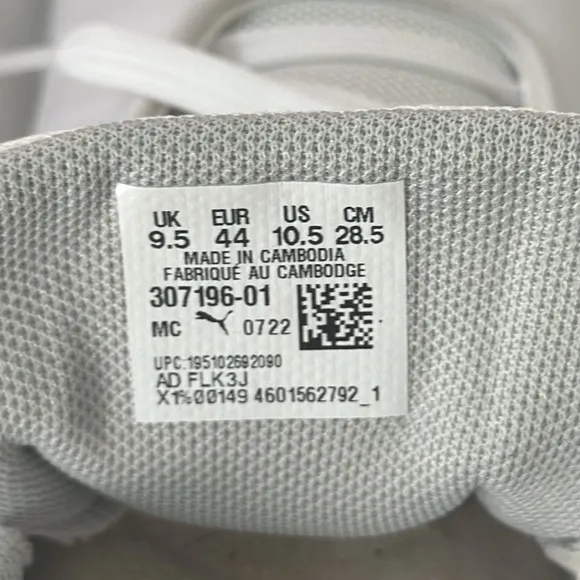 UK EUR US CM
9.5 44 10.5 28.5
MADE IN CAMBODIA
FABRIQUÉ AU CAMBODGE
307196-01
MC 0722
UPC:195102692090
AD FLK3J
X1%00149 4601562792_1